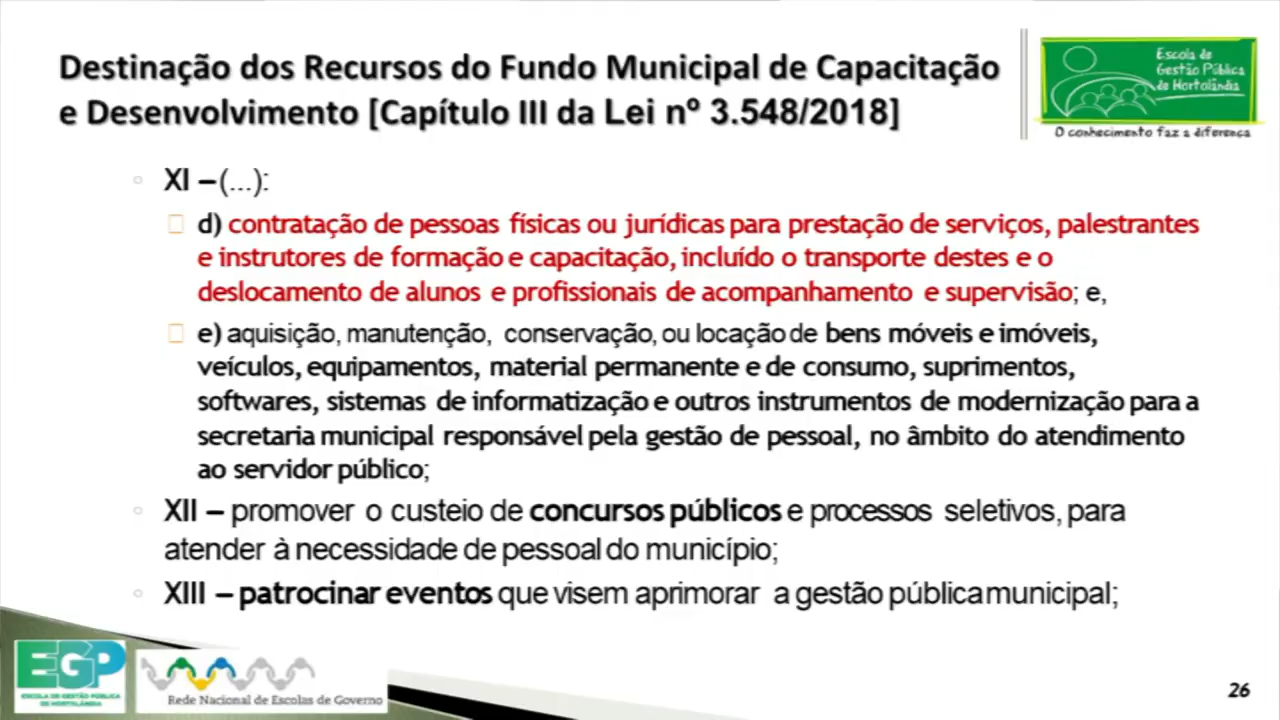 Destinação dos Recursos do Fundo Municipal de Capacitação
e Desenvolvimento [Capítulo III da Lei nº 3.548/2018]
Escola de
Gestão Pública
de Hortolândia
O conhecimento faz a diferença
XI – (...):
d) contratação de pessoas físicas ou jurídicas para prestação de serviços, palestrantes
e instrutores de formação e capacitação, incluído o transporte destes e o
deslocamento de alunos e profissionais de acompanhamento e supervisão; e,
e) aquisição, manutenção, conservação, ou locação de bens móveis e imóveis,
veículos, equipamentos, material permanente e de consumo, suprimentos,
softwares, sistemas de informatização e outros instrumentos de modernização para a
secretaria municipal responsável pela gestão de pessoal, no âmbito do atendimento
ao servidor público;
XII – promover o custeio de concursos públicos e processos seletivos, para
atender à necessidade de pessoal do município;
XIII – patrocinar eventos que visem aprimorar a gestão pública municipal;
EGP
ESCOLA DE GESTÃO PÚBLICA
DE HORTOLÂNDIA
Rede Nacional de Escolas de Governo
26